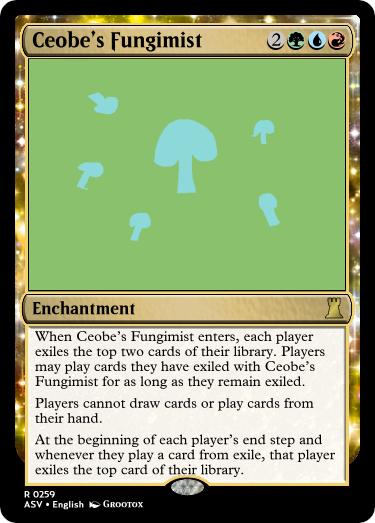 Ceobe's Fungimist 2
Enchantment
When Ceobe's Fungimist enters, each player
exiles the top two cards of their library. Players
may play cards they have exiled with Ceobe's
Fungimist for as long as they remain exiled.
Players cannot draw cards or play cards from
their hand.
At the beginning of each player's end step and
whenever they play a card from exile, that player
exiles the top card of their library.
R 0259
ASV • English Grootox